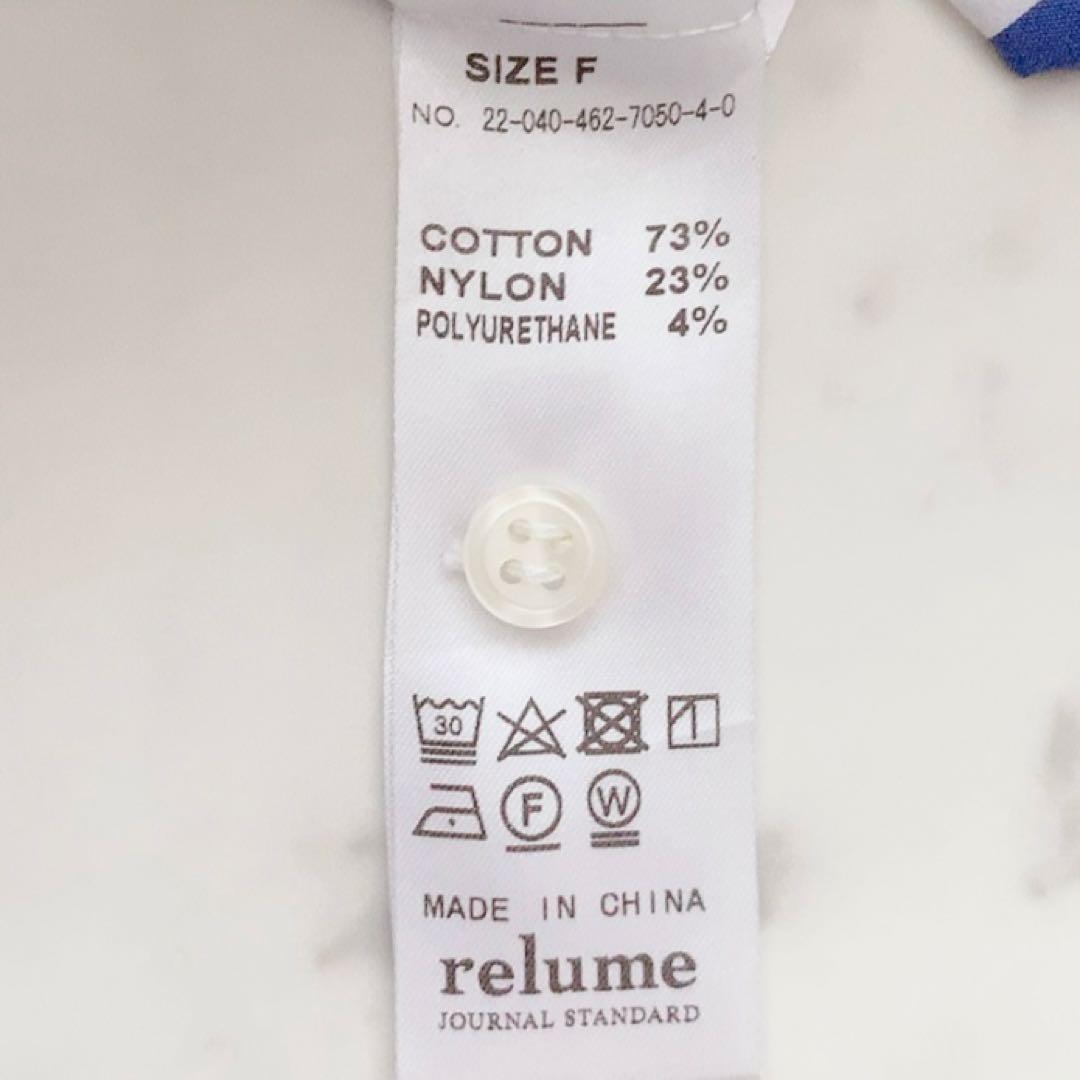 SIZE F
NO. 22-040-462-7050-4-0
COTTON 73%
NYLON 23%
POLYURETHANE 4%
30
F W
MADE IN CHINA
relume
JOURNAL STANDARD